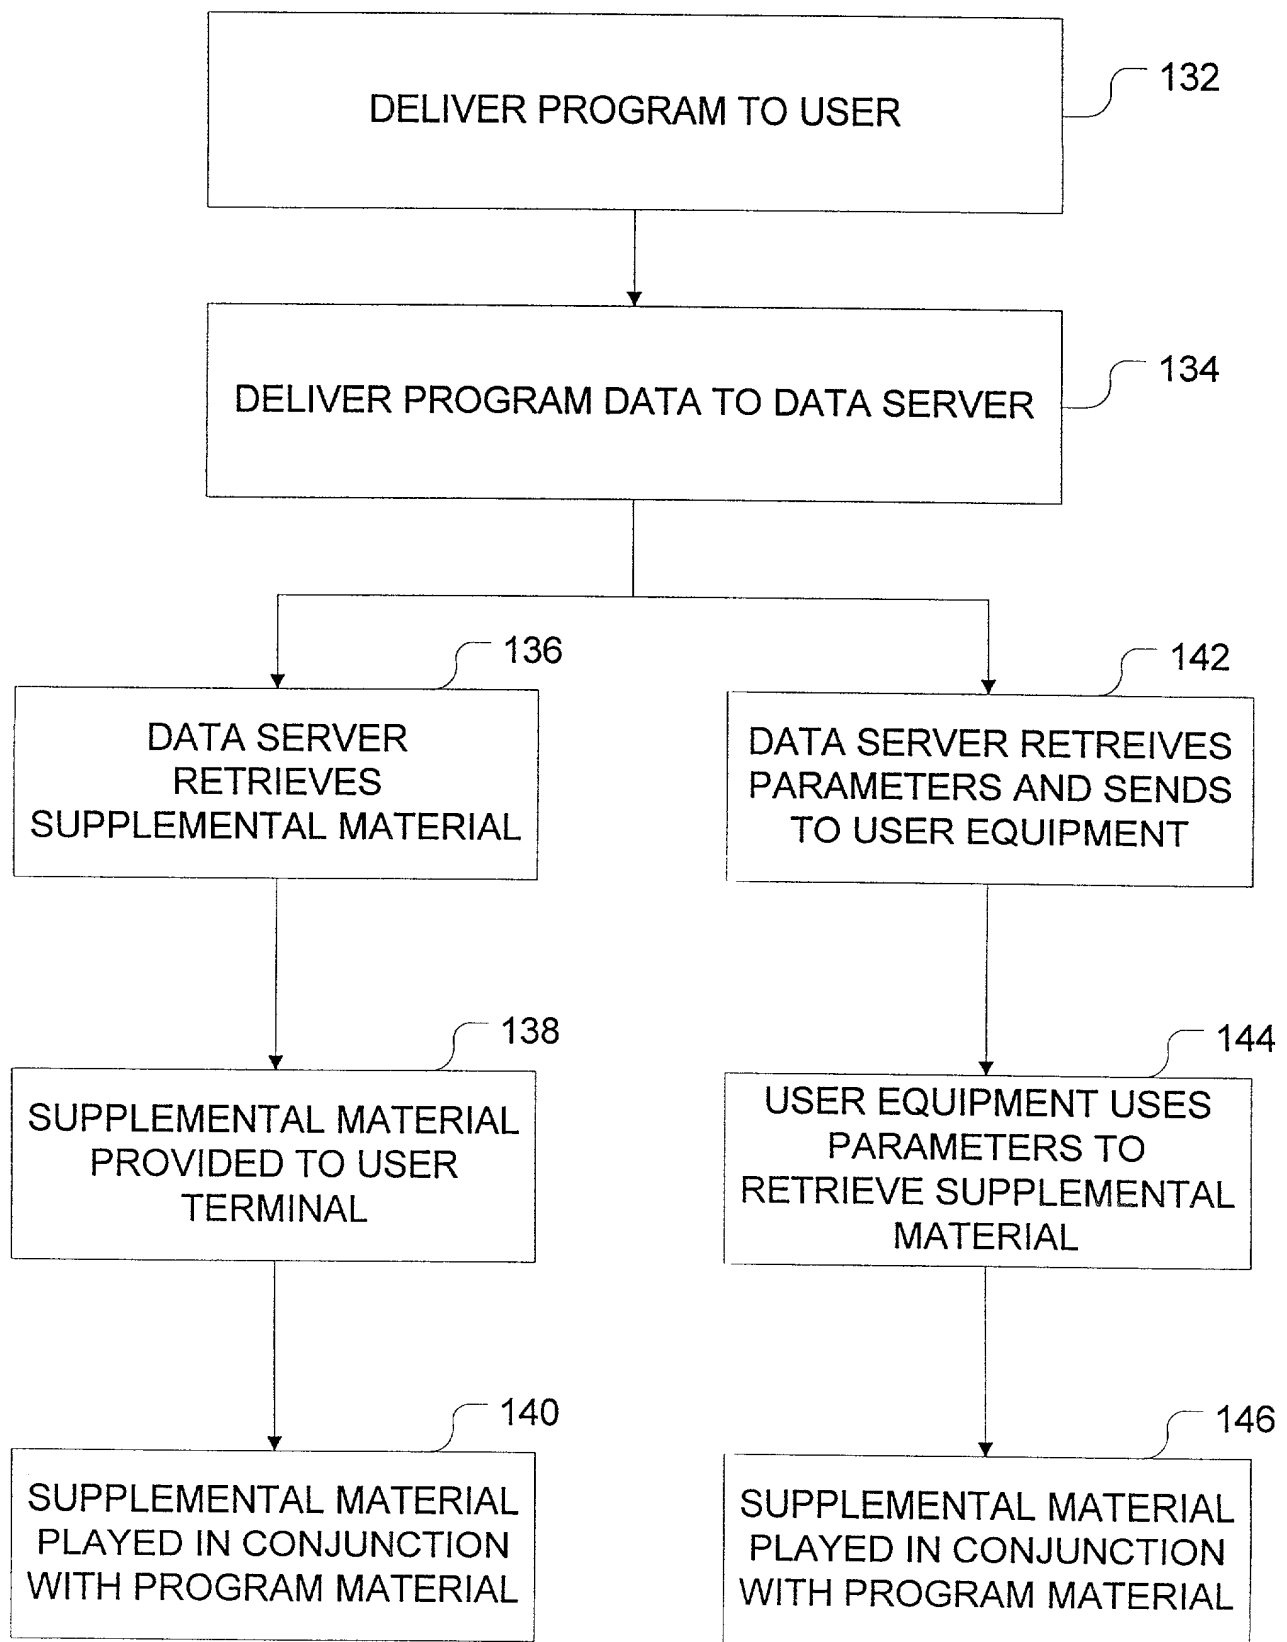 132
DELIVER PROGRAM TO USER
134
DELIVER PROGRAM DATA TO DATA SERVER
136
DATA SERVER
RETRIEVES
SUPPLEMENTAL MATERIAL
138
SUPPLEMENTAL MATERIAL
PROVIDED TO USER
TERMINAL
140
SUPPLEMENTAL MATERIAL
PLAYED IN CONJUNCTION
WITH PROGRAM MATERIAL
142
DATA SERVER RETREIVES
PARAMETERS AND SENDS
TO USER EQUIPMENT
144
USER EQUIPMENT USES
PARAMETERS TO
RETRIEVE SUPPLEMENTAL
MATERIAL
146
SUPPLEMENTAL MATERIAL
PLAYED IN CONJUNCTION
WITH PROGRAM MATERIAL